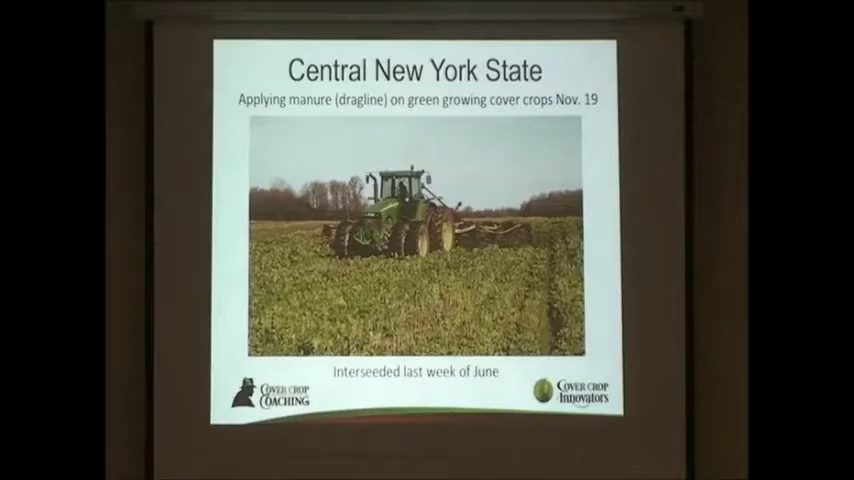 Central New York State
Applying manure (dragline) on green growing cover crops Nov. 19
Interseeded last week of June
COVER CROP
COACHING
COVER CROP
INNOVATORS